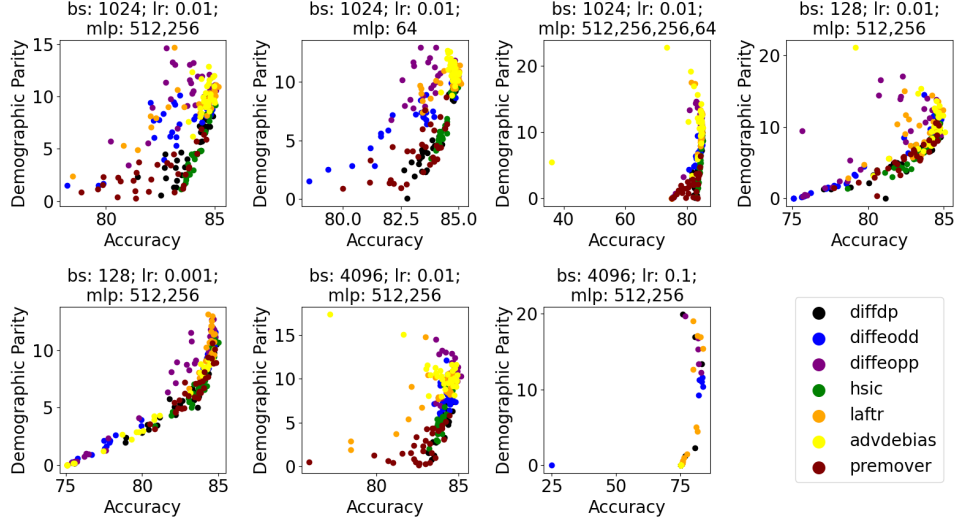 bs: 1024; lr: 0.01;
mlp: 512,256
Demographic Parity
15
10
5
0
80
85
Accuracy
bs: 1024; lr: 0.01;
mlp: 64
Demographic Parity
10
5
0
80.0
82.5
85.0
Accuracy
bs: 1024; lr: 0.01;
mlp: 512,256,256,64
Demographic Parity
20
10
0
40
60
80
Accuracy
bs: 128; lr: 0.01;
mlp: 512,256
Demographic Parity
20
10
0
75
80
85
Accuracy
bs: 128; lr: 0.001;
mlp: 512,256
Demographic Parity
10
5
0
75
80
85
Accuracy
bs: 4096; lr: 0.01;
mlp: 512,256
Demographic Parity
15
10
5
0
80
85
Accuracy
bs: 4096; lr: 0.1;
mlp: 512,256
Demographic Parity
20
10
0
25
50
75
Accuracy
diffdp
diffeodd
diffeopp
hsic
laftr
advdebias
premover